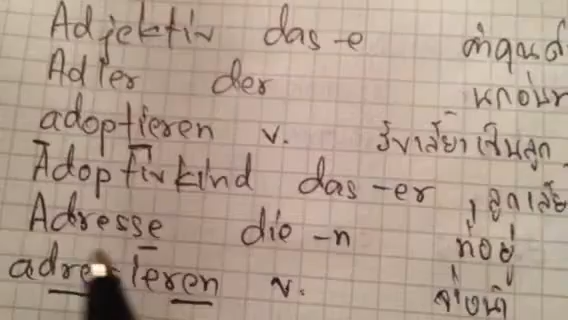 Adjektiv das -e
Adler der
adoptieren v. รับเลี้ยงเป็นลูก
Adoptivkind das -er ลูกเลี้ย
Adresse die -n ที่อยู่
v.